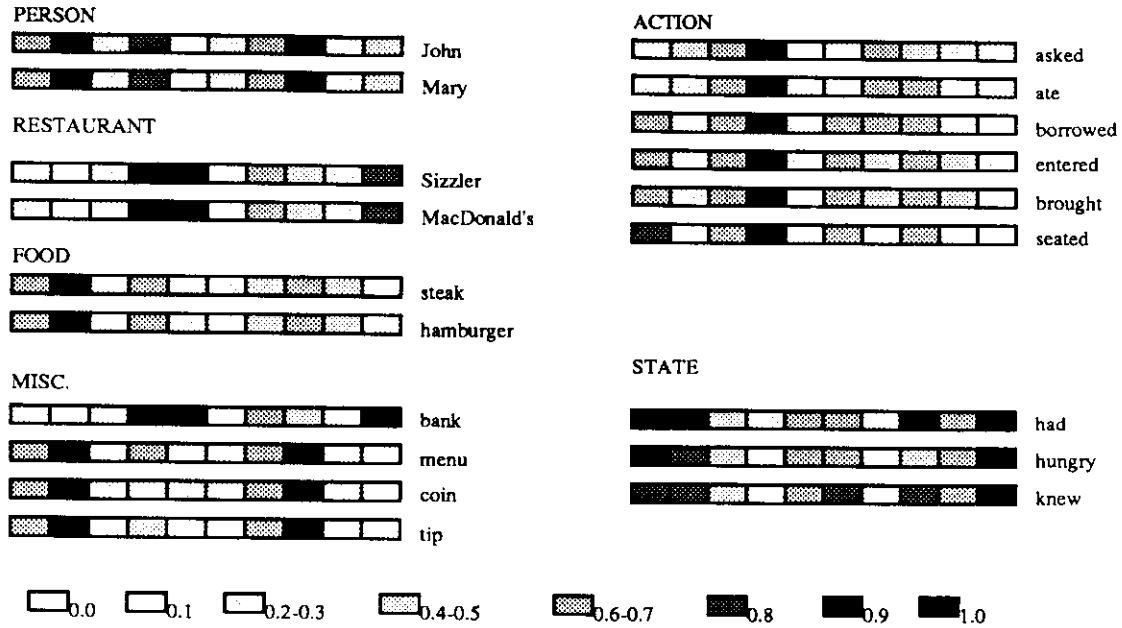 PERSON
John
Mary
RESTAURANT
Sizzler
MacDonald's
FOOD
steak
hamburger
MISC.
bank
menu
coin
tip
ACTION
asked
ate
borrowed
entered
brought
seated
STATE
had
hungry
knew
0.0 0.1 0.2-0.3 0.4-0.5 0.6-0.7 0.8 0.9 1.0